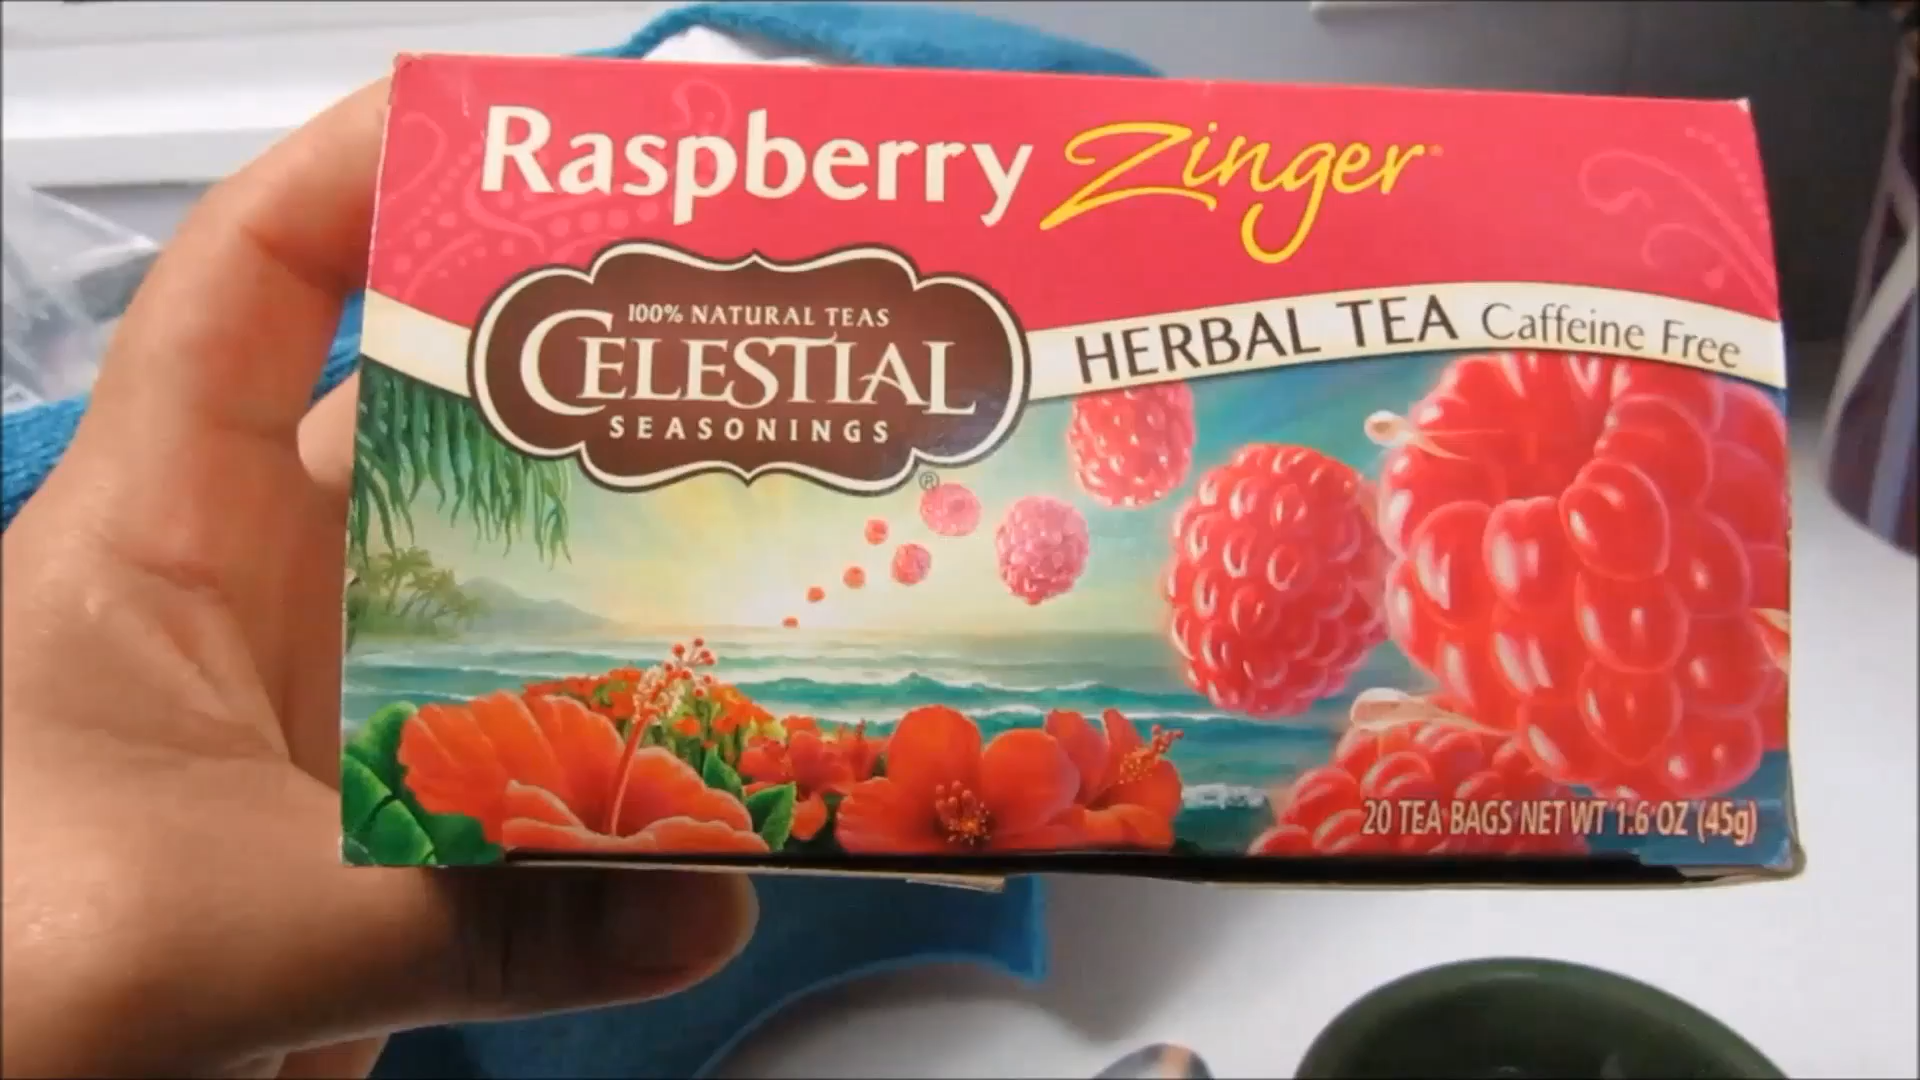 Raspberry Zinger
100% NATURAL TEAS
CELESTIAL
SEASONINGS
®
HERBAL TEA Caffeine Free
20 TEA BAGS NET WT 1.6 OZ (45g)